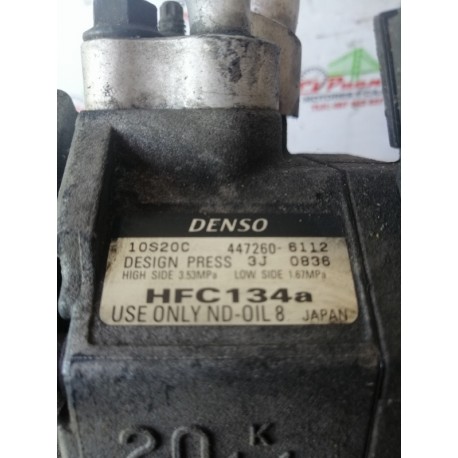 DENSO
10S20C 447260-6112
DESIGN PRESS 3J 0836
HIGH SIDE 3.53MPa LOW SIDE 1.67MPa
HFC134a
USE ONLY ND-OIL 8 JAPAN
20 K